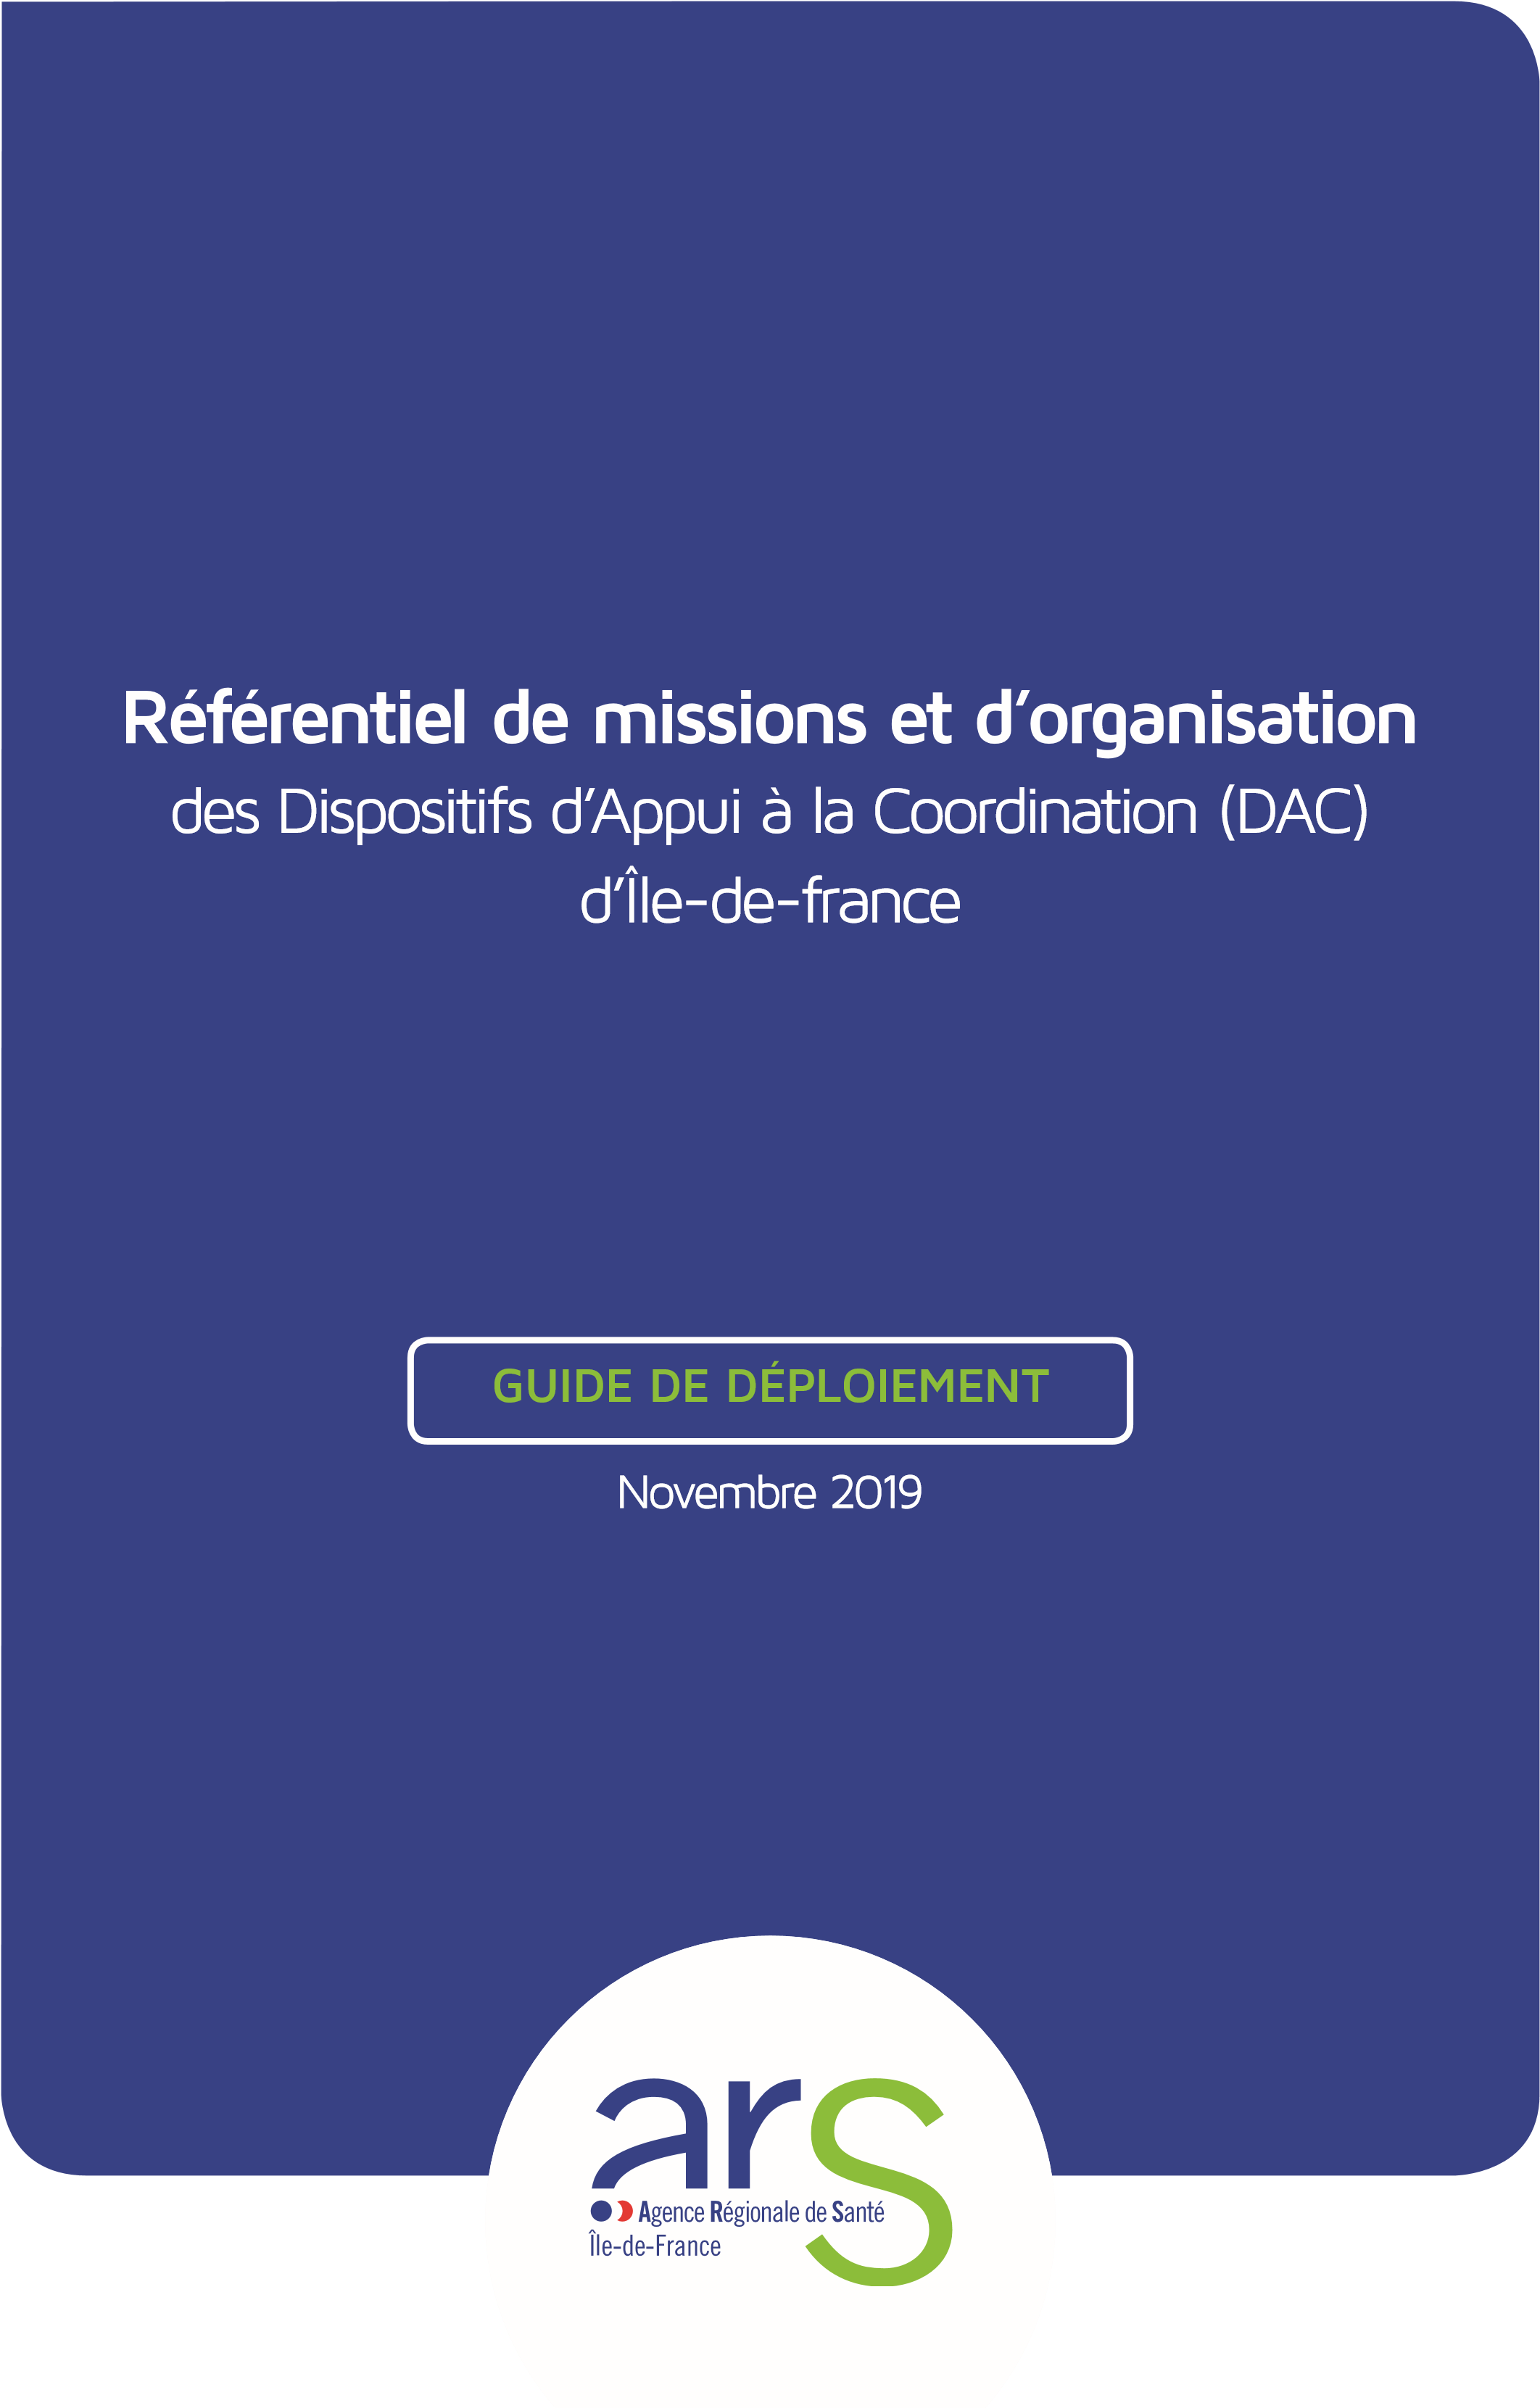 Référentiel de missions et d’organisation
des Dispositifs d’Appui à la Coordination (DAC)
d’Île-de-france
GUIDE DE DÉPLOIEMENT
Novembre 2019
ars
Agence Régionale de Santé
Île-de-France